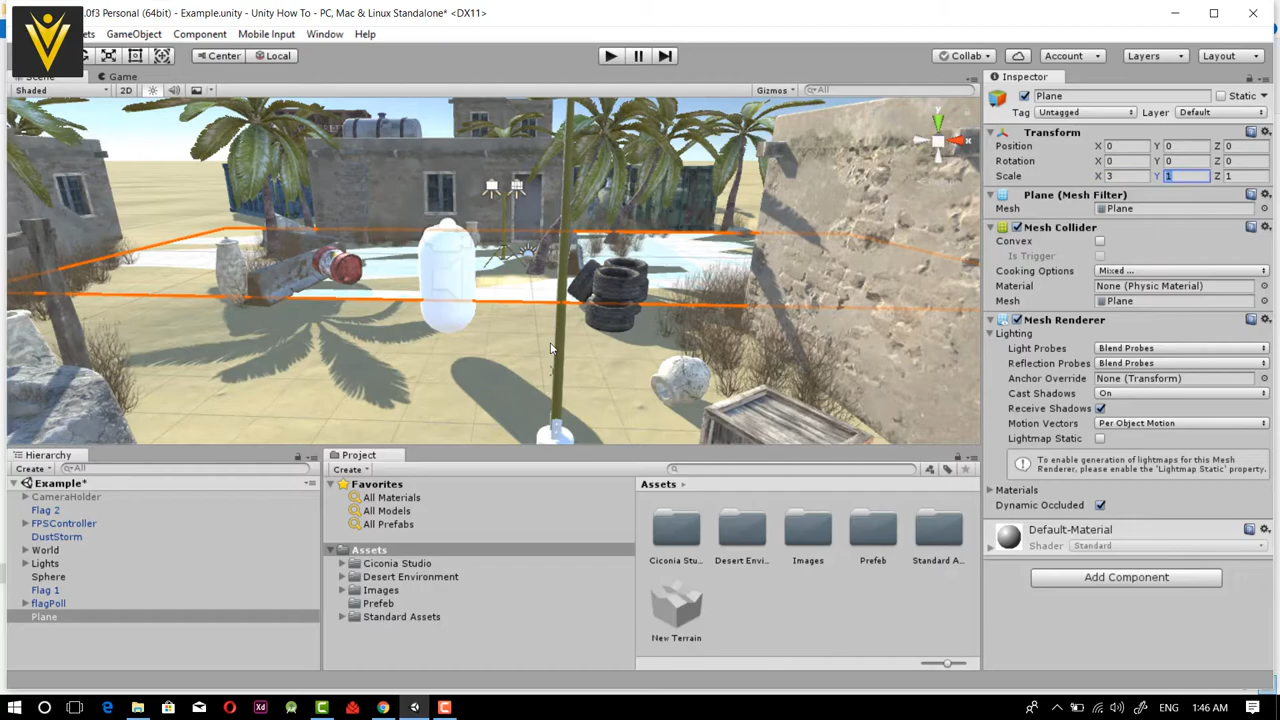 .0f3 Personal (64bit) - Example.unity - Unity How To - PC, Mac & Linux Standalone* <DX11>
ets GameObject Component Mobile Input Window Help
Center Local Collab Account Layers Layout
Scene Game
Shaded 2D Gizmos All
Inspector
Plane Static
Tag Untagged Layer Default
Transform
Position X 0 Y 0 Z 0
Rotation X 0 Y 0 Z 0
Scale X 3 Y 1 Z 1
Plane (Mesh Filter)
Mesh Plane
Mesh Collider
Convex
Is Trigger
Cooking Options Mixed ...
Material None (Physic Material)
Mesh Plane
Mesh Renderer
Lighting
Light Probes Blend Probes
Reflection Probes Blend Probes
Anchor Override None (Transform)
Cast Shadows On
Receive Shadows
Motion Vectors Per Object Motion
Lightmap Static
To enable generation of lightmaps for this Mesh
Renderer, please enable the 'Lightmap Static' property.
Materials
Dynamic Occluded
Default-Material
Shader Standard
Add Component
y
x
Hierarchy
Create All
Example*
CameraHolder
Flag 2
FPSController
DustStorm
World
Lights
Sphere
Flag 1
flagPoll
Plane
Project
Create
Favorites
All Materials
All Models
All Prefabs
Assets
Ciconia Studio
Desert Environment
Images
Prefeb
Standard Assets
Assets
Ciconia Stu... Desert Envi... Images Prefeb Standard A...
New Terrain
Xd
ENG 1:46 AM